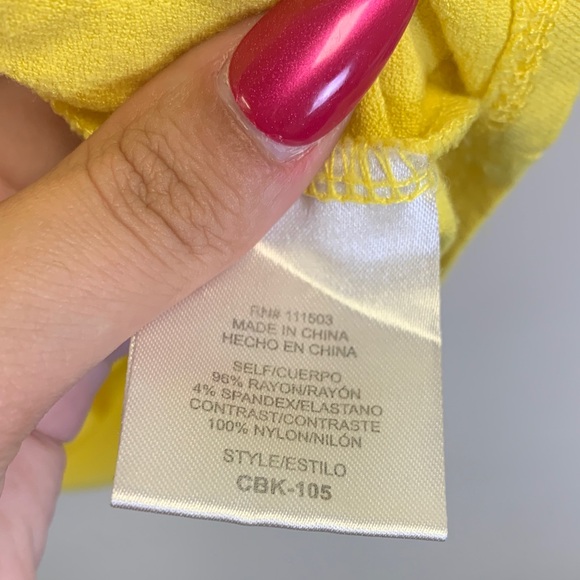 RN# 111503
MADE IN CHINA
HECHO EN CHINA
SELF/CUERPO
96% RAYON/RAYÓN
4% SPANDEX/ELASTANO
CONTRAST/CONTRASTE
100% NYLON/NILÓN
STYLE/ESTILO
CBK-105